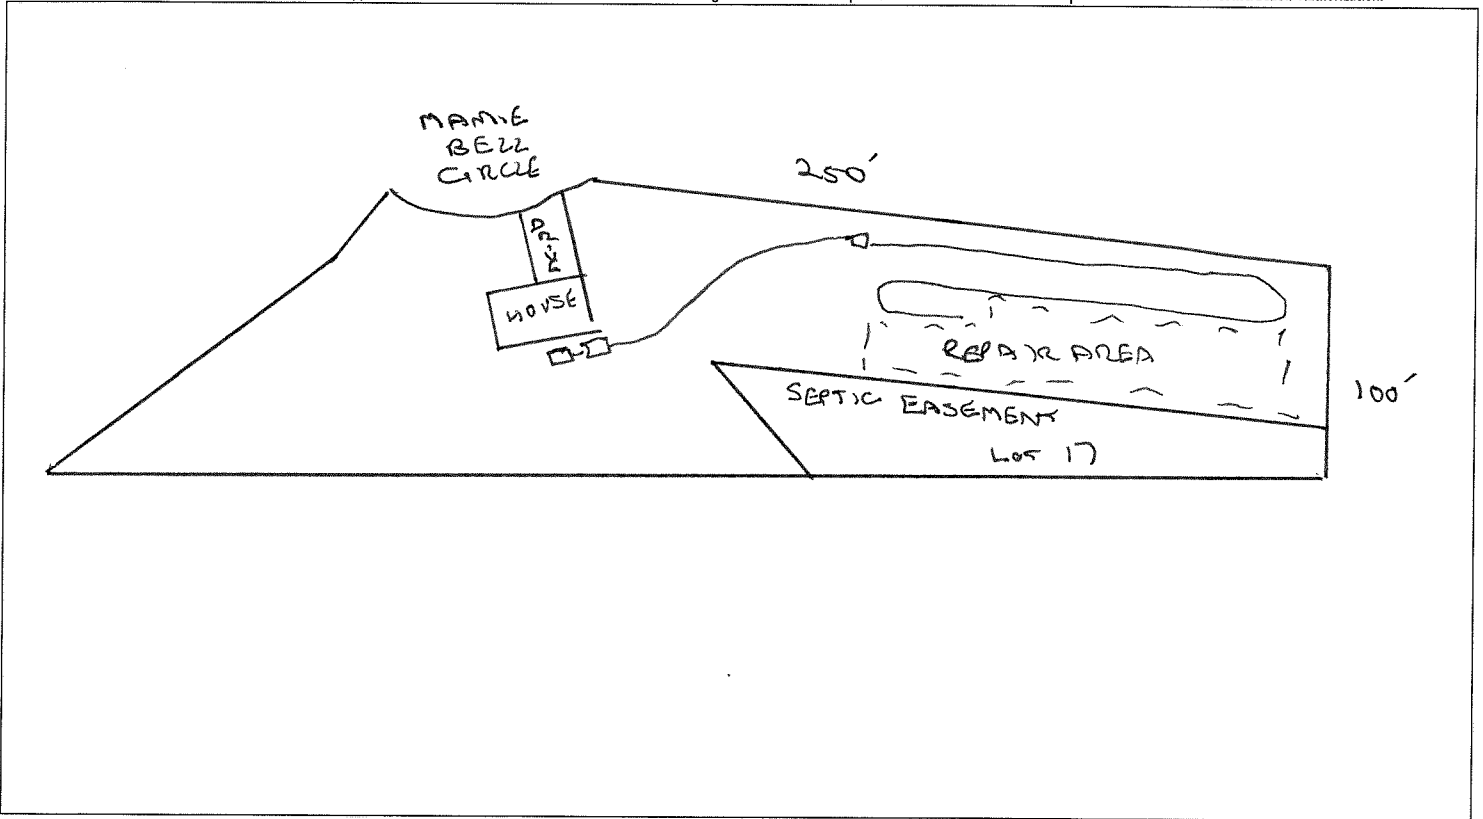 MAMIE
BELL
CIRCLE
250'
DRIVE
HOUSE
REPAIR AREA
100'
SEPTIC EASEMENT
LOT 17